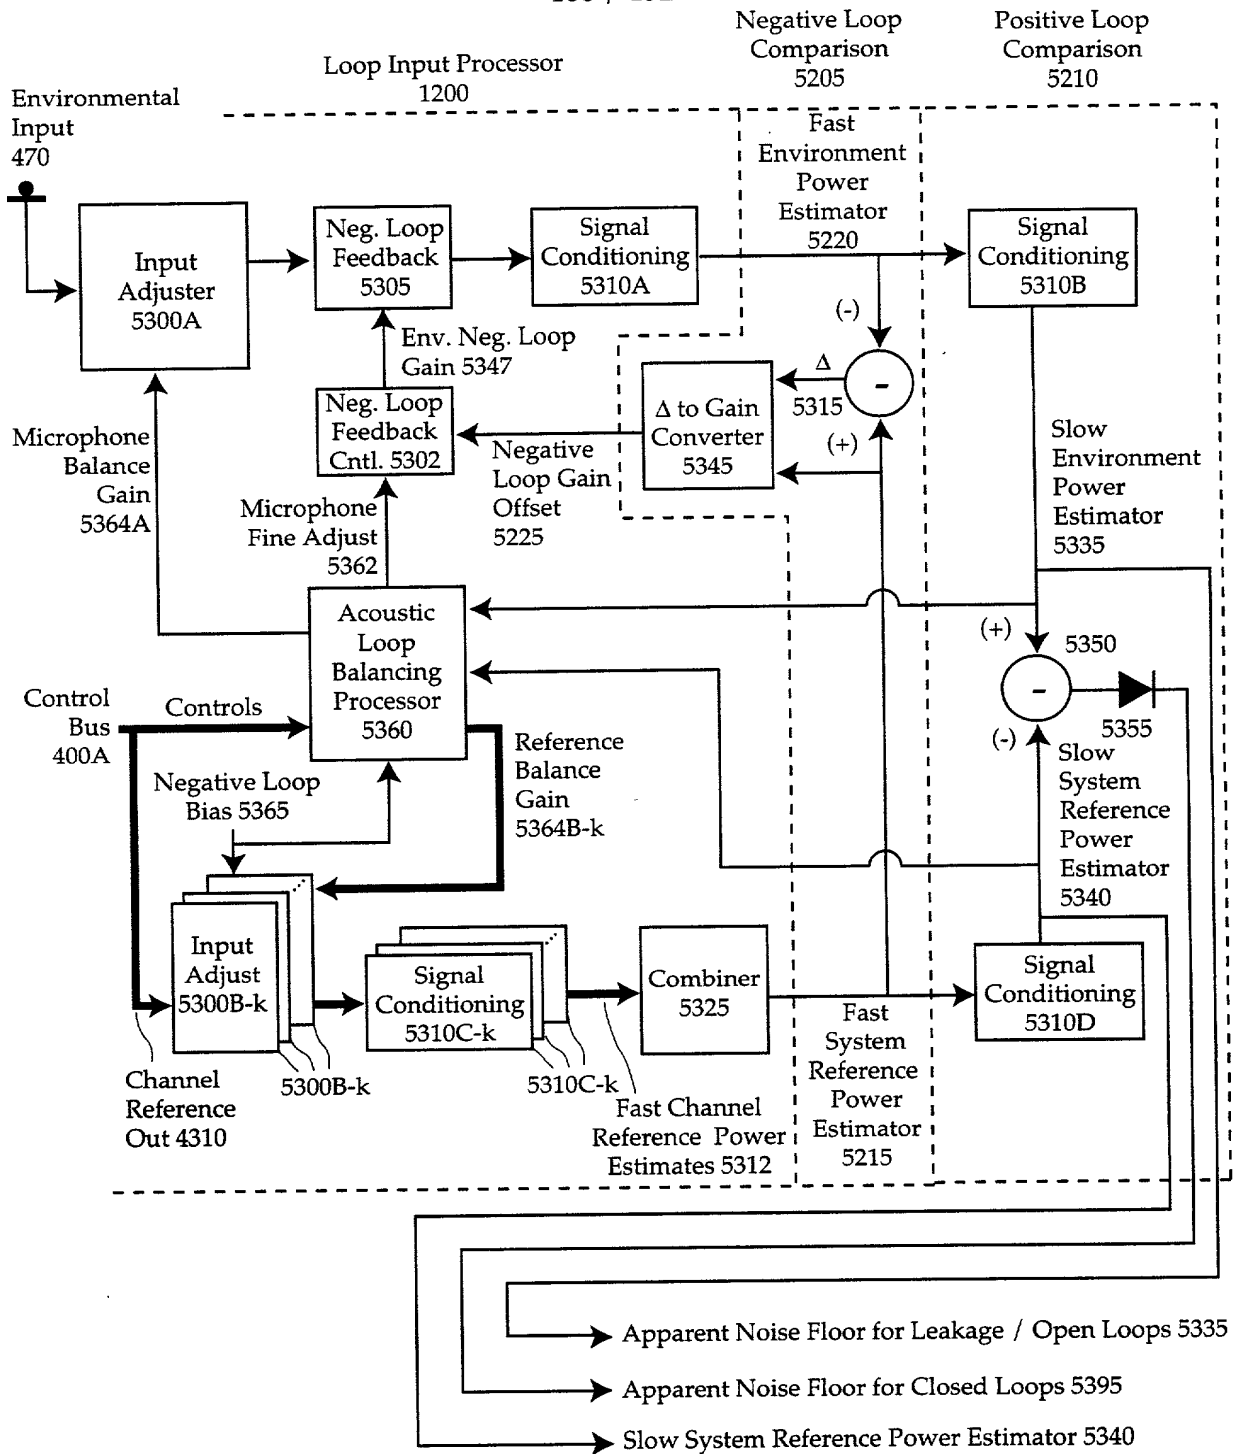 Negative Loop
Comparison
5205
Positive Loop
Comparison
5210
Loop Input Processor
1200
Environmental
Input
470
Fast
Environment
Power
Estimator
5220
Input
Adjuster
5300A
Neg. Loop
Feedback
5305
Signal
Conditioning
5310A
Signal
Conditioning
5310B
(-)
Env. Neg. Loop
Gain 5347
Δ
5315
-
(+)
Neg. Loop
Feedback
Cntl. 5302
Δ to Gain
Converter
5345
Microphone
Balance
Gain
5364A
Negative
Loop Gain
Offset
5225
Microphone
Fine Adjust
5362
Slow
Environment
Power
Estimator
5335
Acoustic
Loop
Balancing
Processor
5360
(+)
5350
-
5355
(-)
Control
Bus
400A
Controls
Reference
Balance
Gain
5364B-k
Slow
System
Reference
Power
Estimator
5340
Negative Loop
Bias 5365
Input
Adjust
5300B-k
Signal
Conditioning
5310C-k
Combiner
5325
Signal
Conditioning
5310D
Fast
System
Reference
Power
Estimator
5215
Channel
Reference
Out 4310
5300B-k
5310C-k
Fast Channel
Reference Power
Estimates 5312
Apparent Noise Floor for Leakage / Open Loops 5335
Apparent Noise Floor for Closed Loops 5395
Slow System Reference Power Estimator 5340